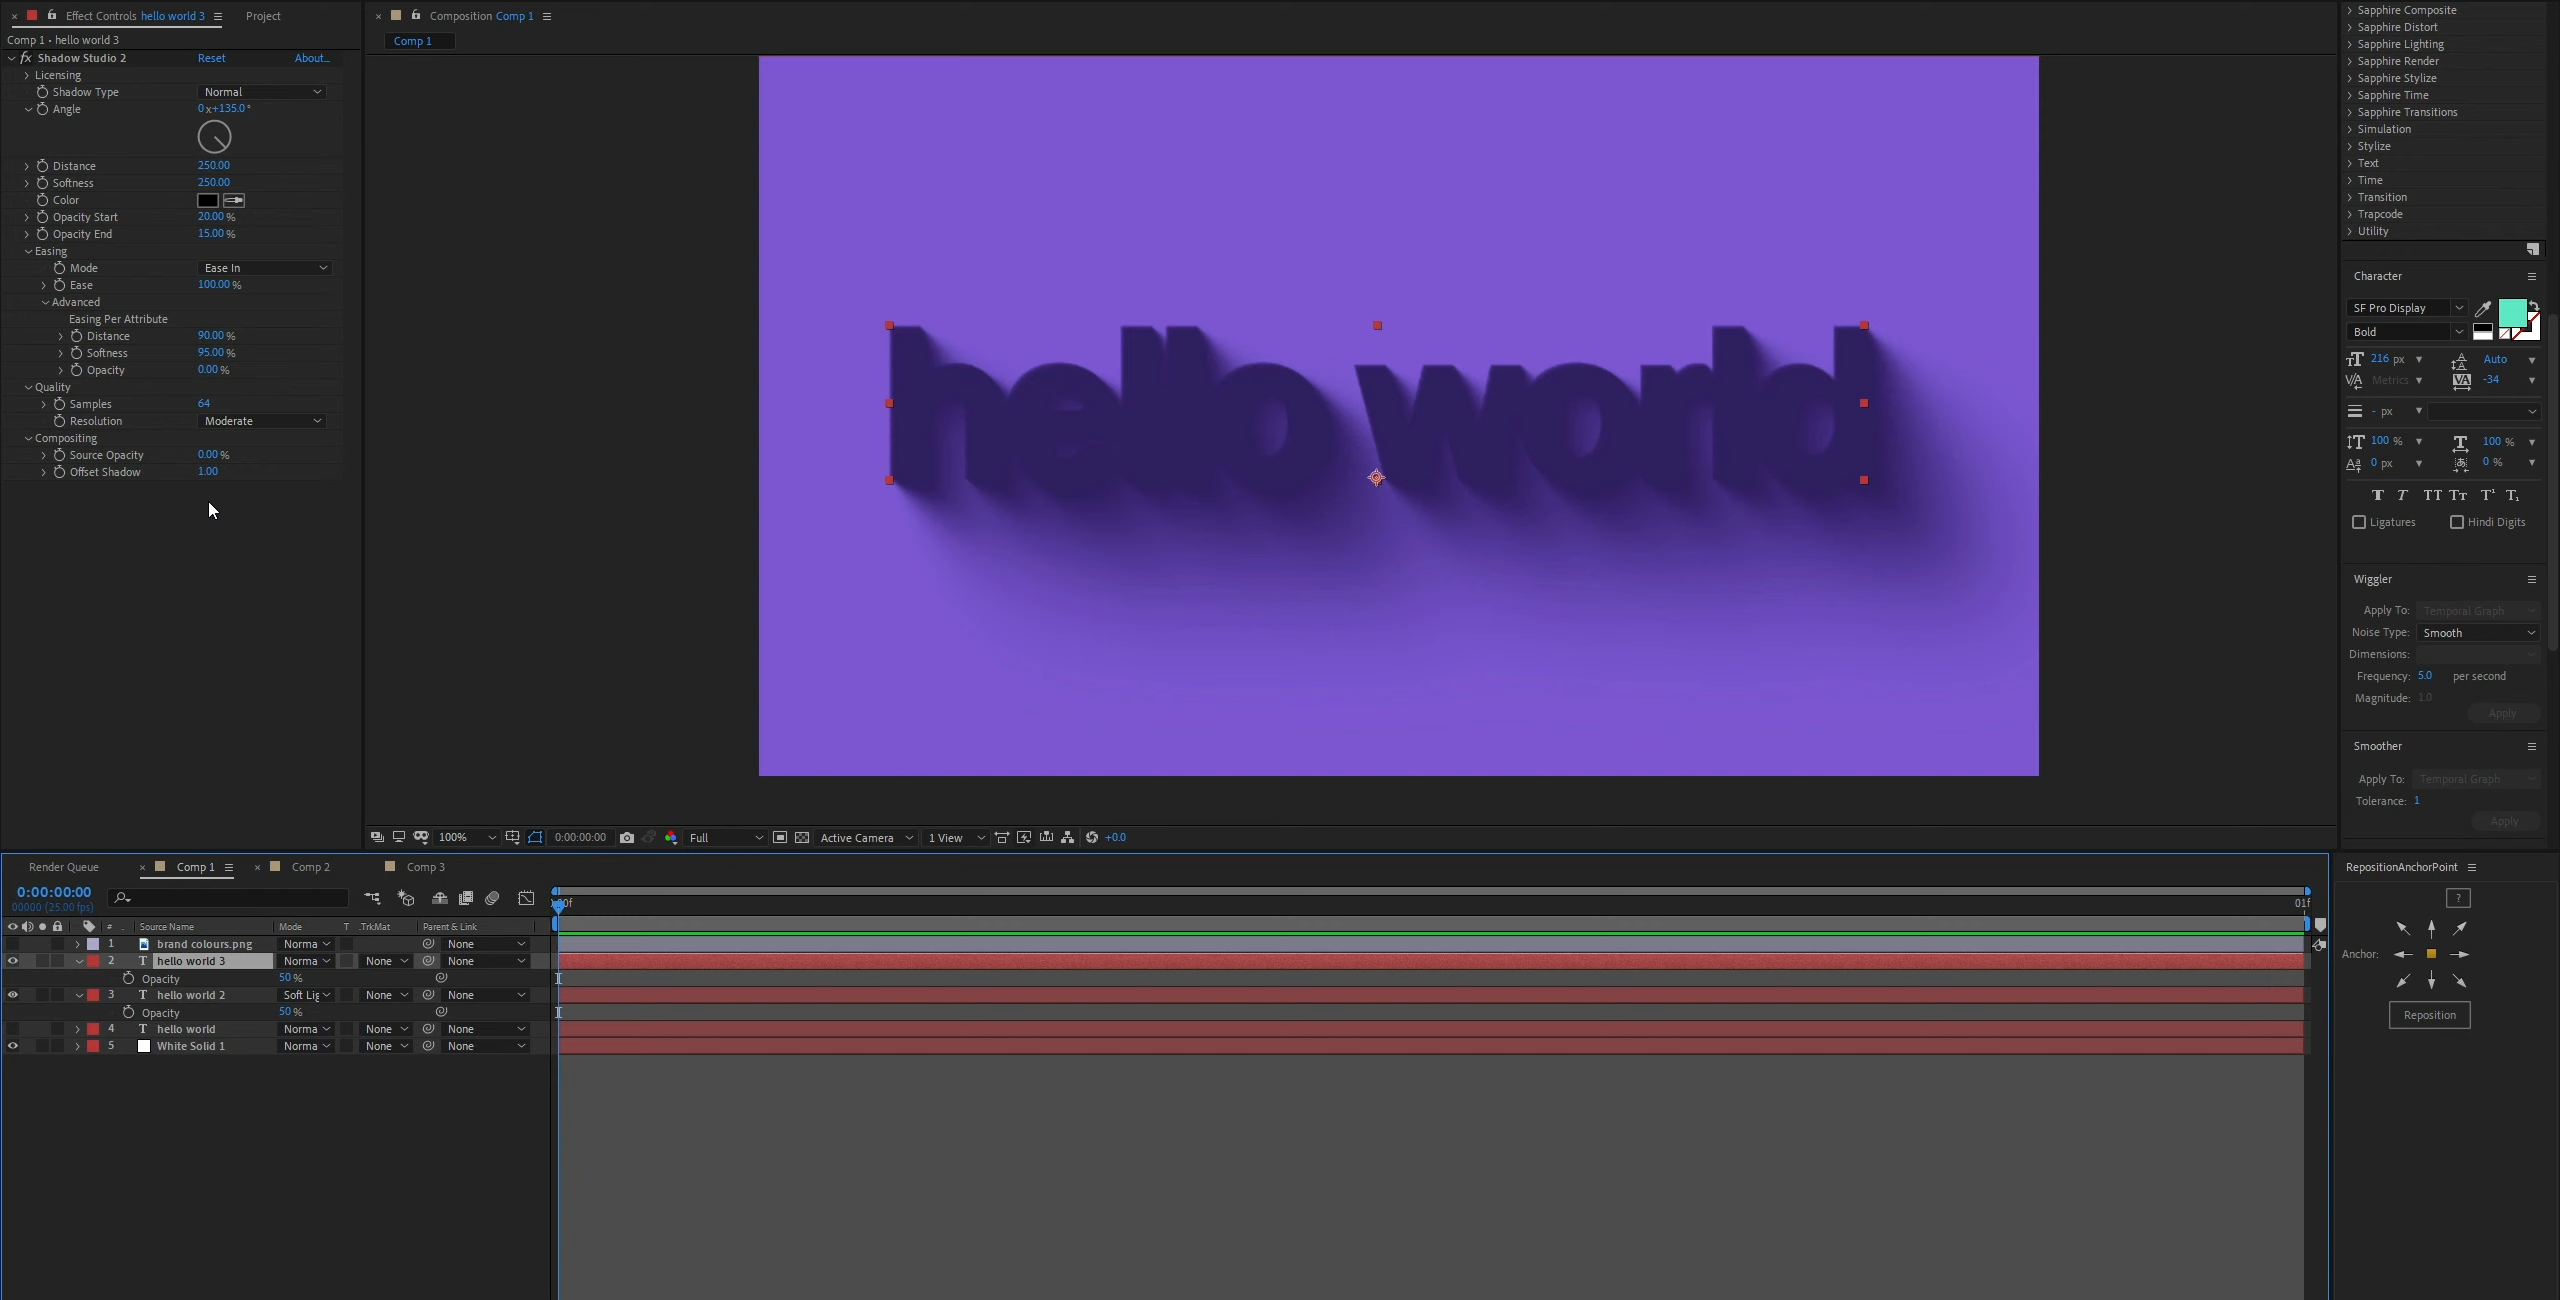 Effect Controls hello world 3
Project
Comp 1 • hello world 3
fx Shadow Studio 2 Reset About...
Licensing
Shadow Type Normal
Angle 0x+135.0°
Distance 250.00
Softness 250.00
Color
Opacity Start 20.00 %
Opacity End 15.00 %
Easing
Mode Ease In
Ease 100.00 %
Advanced
Easing Per Attribute
Distance 90.00 %
Softness 95.00 %
Opacity 0.00 %
Quality
Samples 64
Resolution Moderate
Compositing
Source Opacity 0.00 %
Offset Shadow 1.00
Composition Comp 1
Comp 1
hello world
100% 0:00:00:00 Full Active Camera 1 View +0.0
Sapphire Composite
Sapphire Distort
Sapphire Lighting
Sapphire Render
Sapphire Stylize
Sapphire Time
Sapphire Transitions
Simulation
Stylize
Text
Time
Transition
Trapcode
Utility
Character
SF Pro Display
Bold
216 px Auto
Metrics -34
- px
100 % 100 %
0 px 0 %
T T TT Tt T¹ T₁
Ligatures Hindi Digits
Wiggler
Apply To: Temporal Graph
Noise Type: Smooth
Dimensions:
Frequency: 5.0 per second
Magnitude: 1.0
Apply
Smoother
Apply To: Temporal Graph
Tolerance: 1
Apply
Render Queue Comp 1 Comp 2 Comp 3
0:00:00:00
00000 (25.00 fps)
00f 01f
# . Source Name Mode T .TrkMat Parent & Link
1 brand colours.png Norma None
2 T hello world 3 Norma None None
Opacity 50 %
3 T hello world 2 Soft Lig None None
Opacity 50 %
4 T hello world Norma None None
5 White Solid 1 Norma None None
RepositionAnchorPoint
?
Anchor:
Reposition